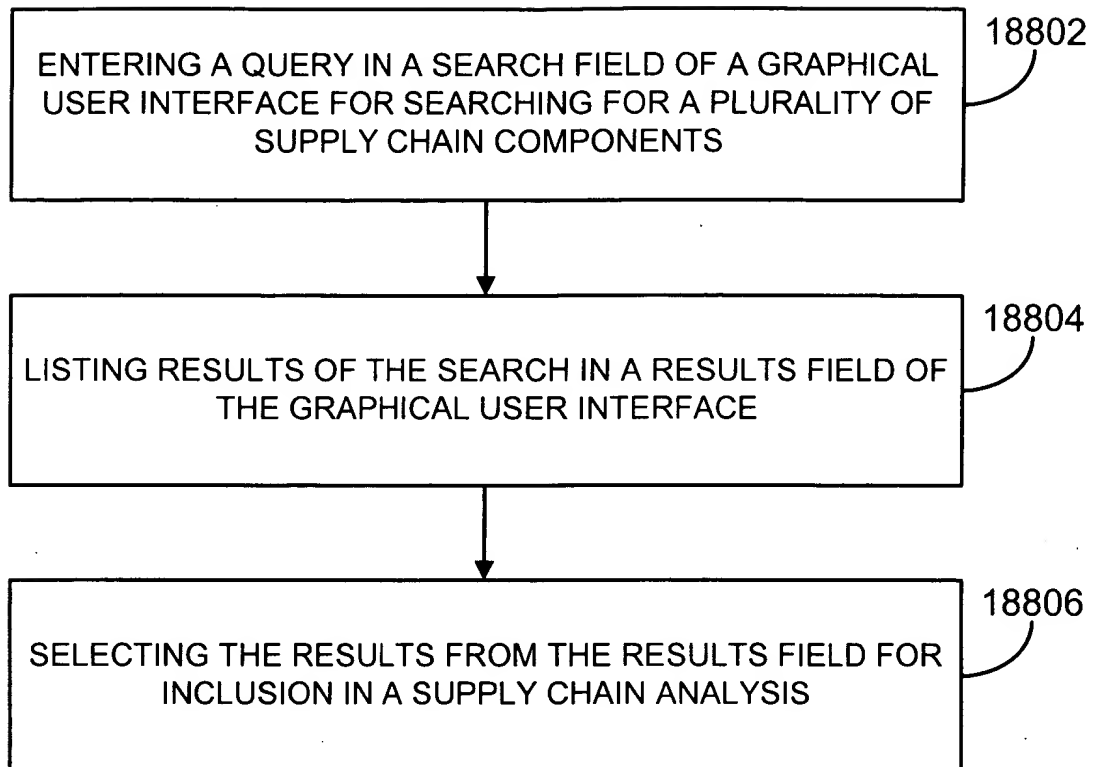 18802
ENTERING A QUERY IN A SEARCH FIELD OF A GRAPHICAL
USER INTERFACE FOR SEARCHING FOR A PLURALITY OF
SUPPLY CHAIN COMPONENTS
18804
LISTING RESULTS OF THE SEARCH IN A RESULTS FIELD OF
THE GRAPHICAL USER INTERFACE
18806
SELECTING THE RESULTS FROM THE RESULTS FIELD FOR
INCLUSION IN A SUPPLY CHAIN ANALYSIS